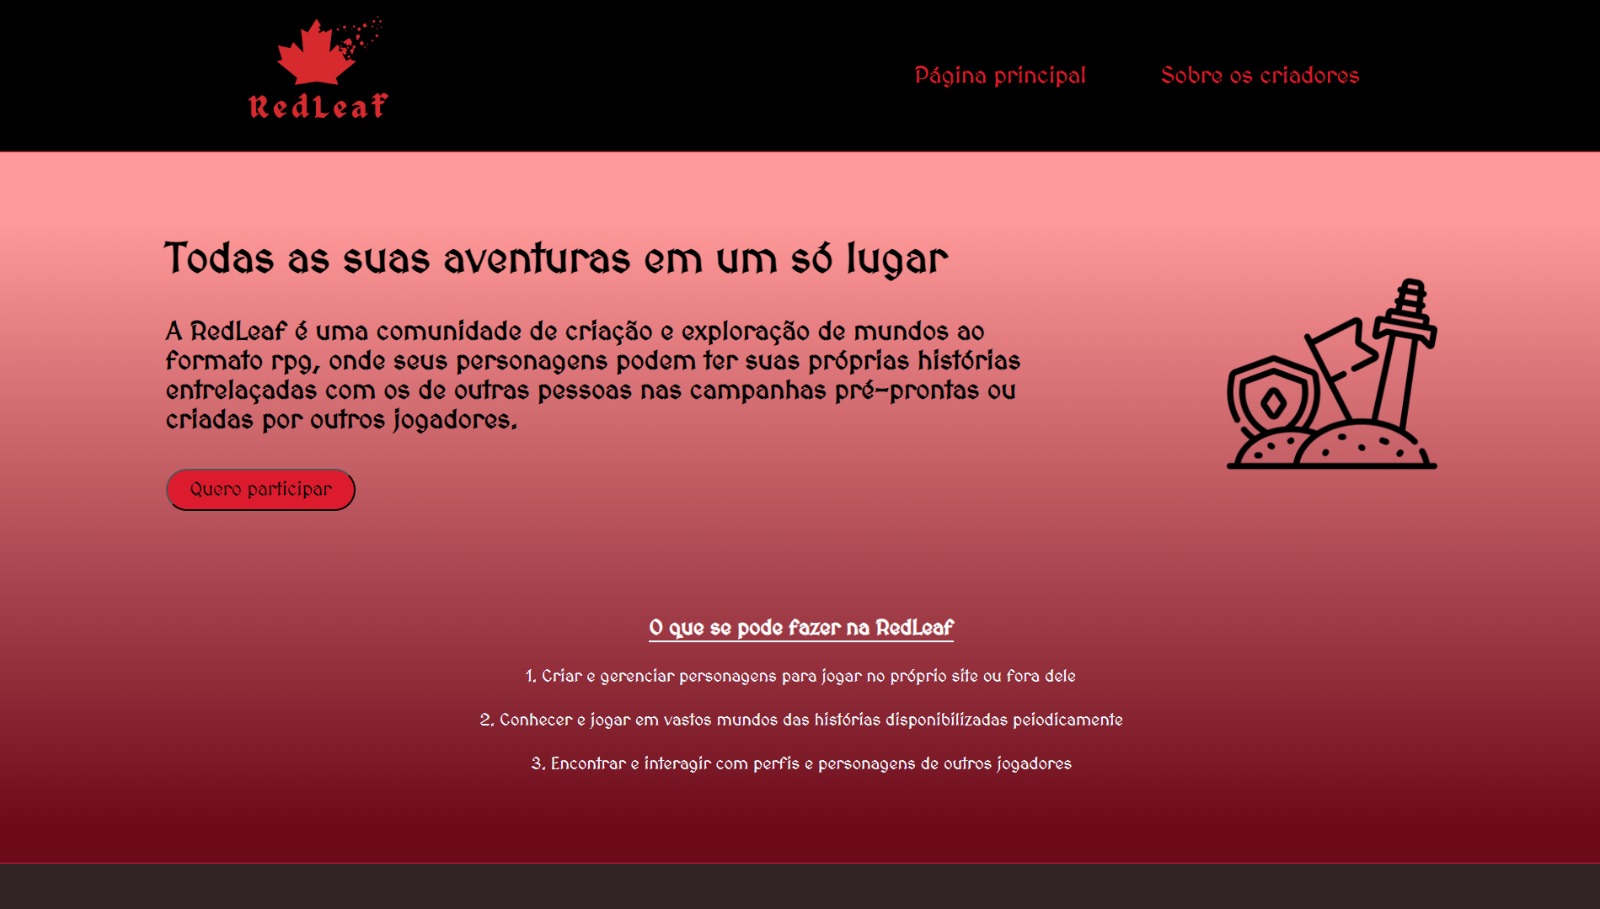 RedLeaf
Página principal
Sobre os criadores
Todas as suas aventuras em um só lugar
A RedLeaf é uma comunidade de criação e exploração de mundos ao
formato rpg, onde seus personagens podem ter suas próprias histórias
entrelaçadas com os de outras pessoas nas campanhas pré-prontas ou
criadas por outros jogadores.
Quero participar
O que se pode fazer na RedLeaf
1. Criar e gerenciar personagens para jogar no próprio site ou fora dele
2. Conhecer e jogar em vastos mundos das histórias disponibilizadas peiodicamente
3. Encontrar e interagir com perfis e personagens de outros jogadores